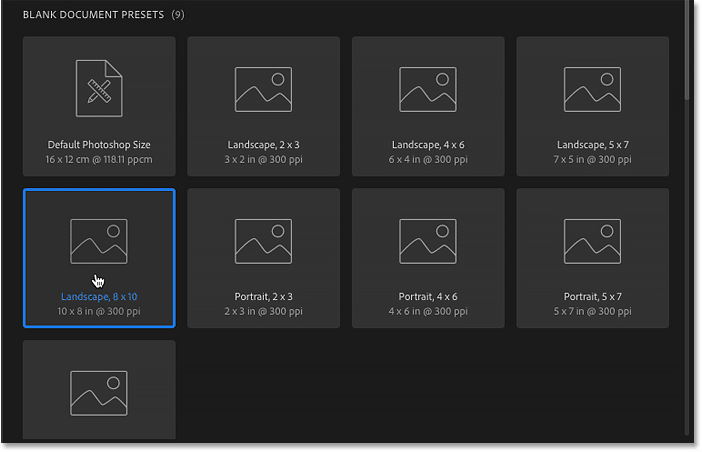 BLANK DOCUMENT PRESETS (9)
Default Photoshop Size
16 x 12 cm @ 118.11 ppcm
Landscape, 2 x 3
3 x 2 in @ 300 ppi
Landscape, 4 x 6
6 x 4 in @ 300 ppi
Landscape, 5 x 7
7 x 5 in @ 300 ppi
Landscape, 8 x 10
10 x 8 in @ 300 ppi
Portrait, 2 x 3
2 x 3 in @ 300 ppi
Portrait, 4 x 6
4 x 6 in @ 300 ppi
Portrait, 5 x 7
5 x 7 in @ 300 ppi